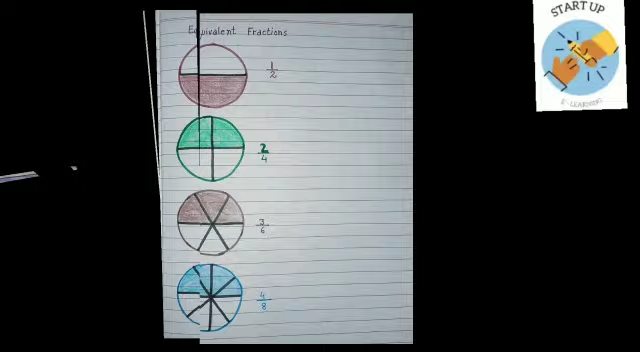 Equivalent Fractions
1/2
2/4
3/6
4/8
START UP
E-LEARNING